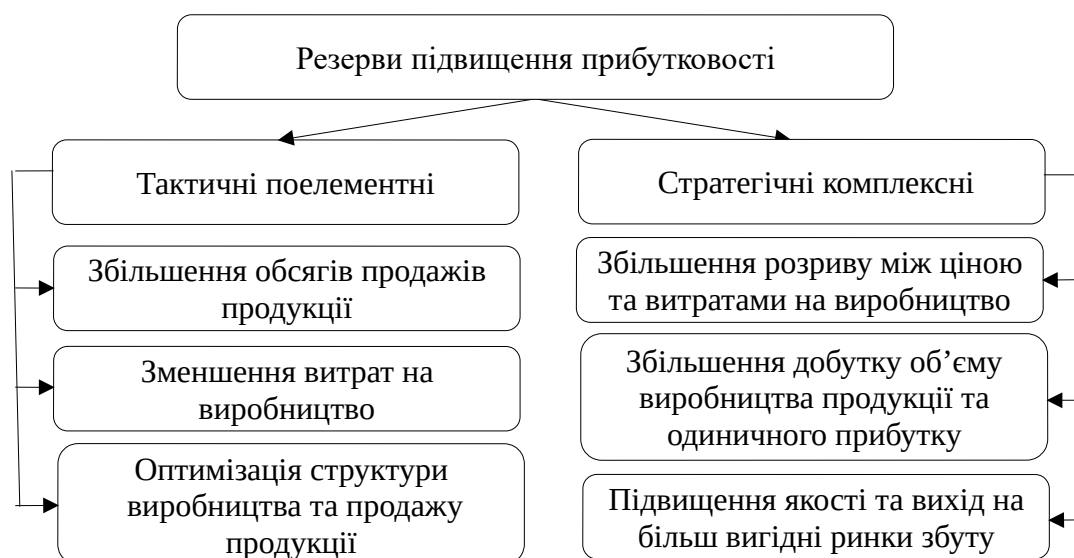 Резерви підвищення прибутковості
Тактичні поелементні
Збільшення обсягів продажів
продукції
Зменшення витрат на
виробництво
Оптимізація структури
виробництва та продажу
продукції
Стратегічні комплексні
Збільшення розриву між ціною
та витратами на виробництво
Збільшення добутку об’єму
виробництва продукції та
одиничного прибутку
Підвищення якості та вихід на
більш вигідні ринки збуту